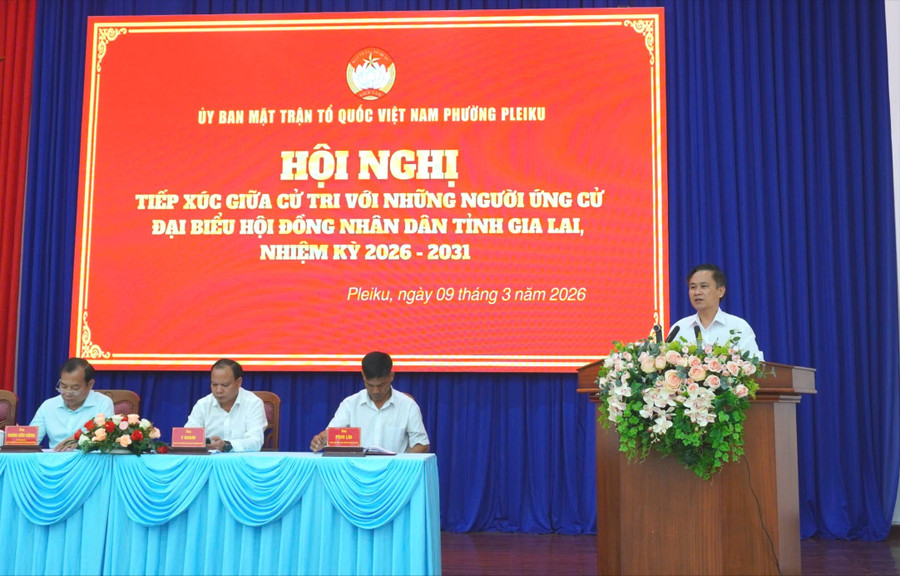 ỦY BAN MẶT TRẬN TỔ QUỐC VIỆT NAM PHƯỜNG PLEIKU
HỘI NGHỊ
TIẾP XÚC GIỮA CỬ TRI VỚI NHỮNG NGƯỜI ỨNG CỬ
ĐẠI BIỂU HỘI ĐỒNG NHÂN DÂN TỈNH GIA LAI,
NHIỆM KỲ 2026 - 2031
Pleiku, ngày 09 tháng 3 năm 2026